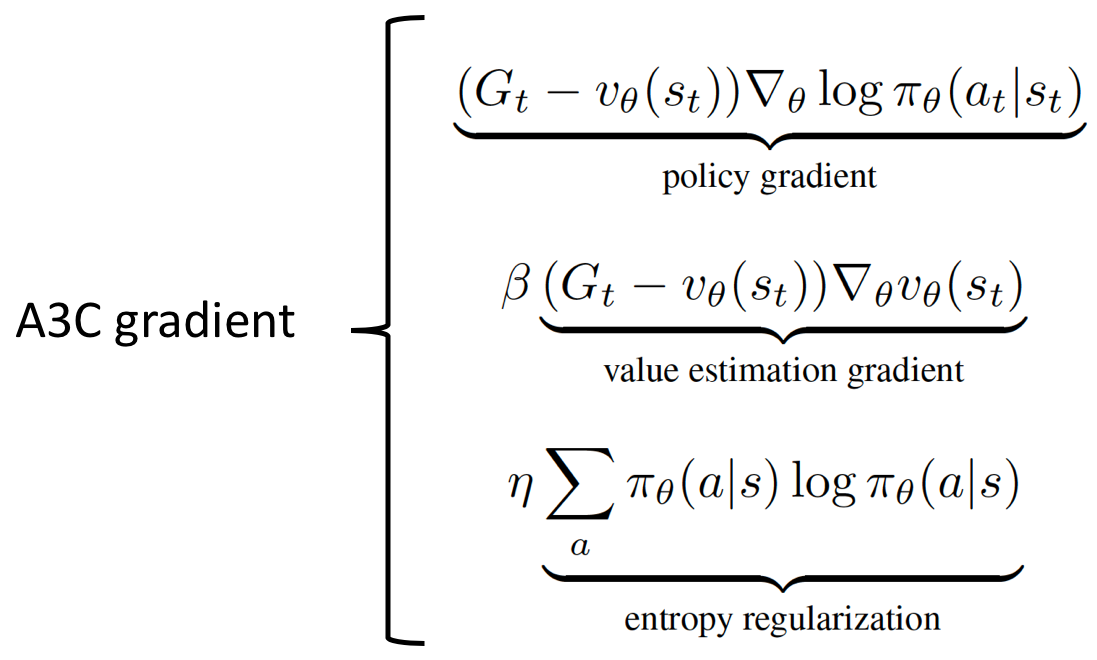 (G_t − v_θ(s_t))∇_θ log π_θ(a_t|s_t)
policy gradient
β (G_t − v_θ(s_t))∇_θ v_θ(s_t)
A3C gradient
value estimation gradient
η ∑_a π_θ(a|s) log π_θ(a|s)
entropy regularization